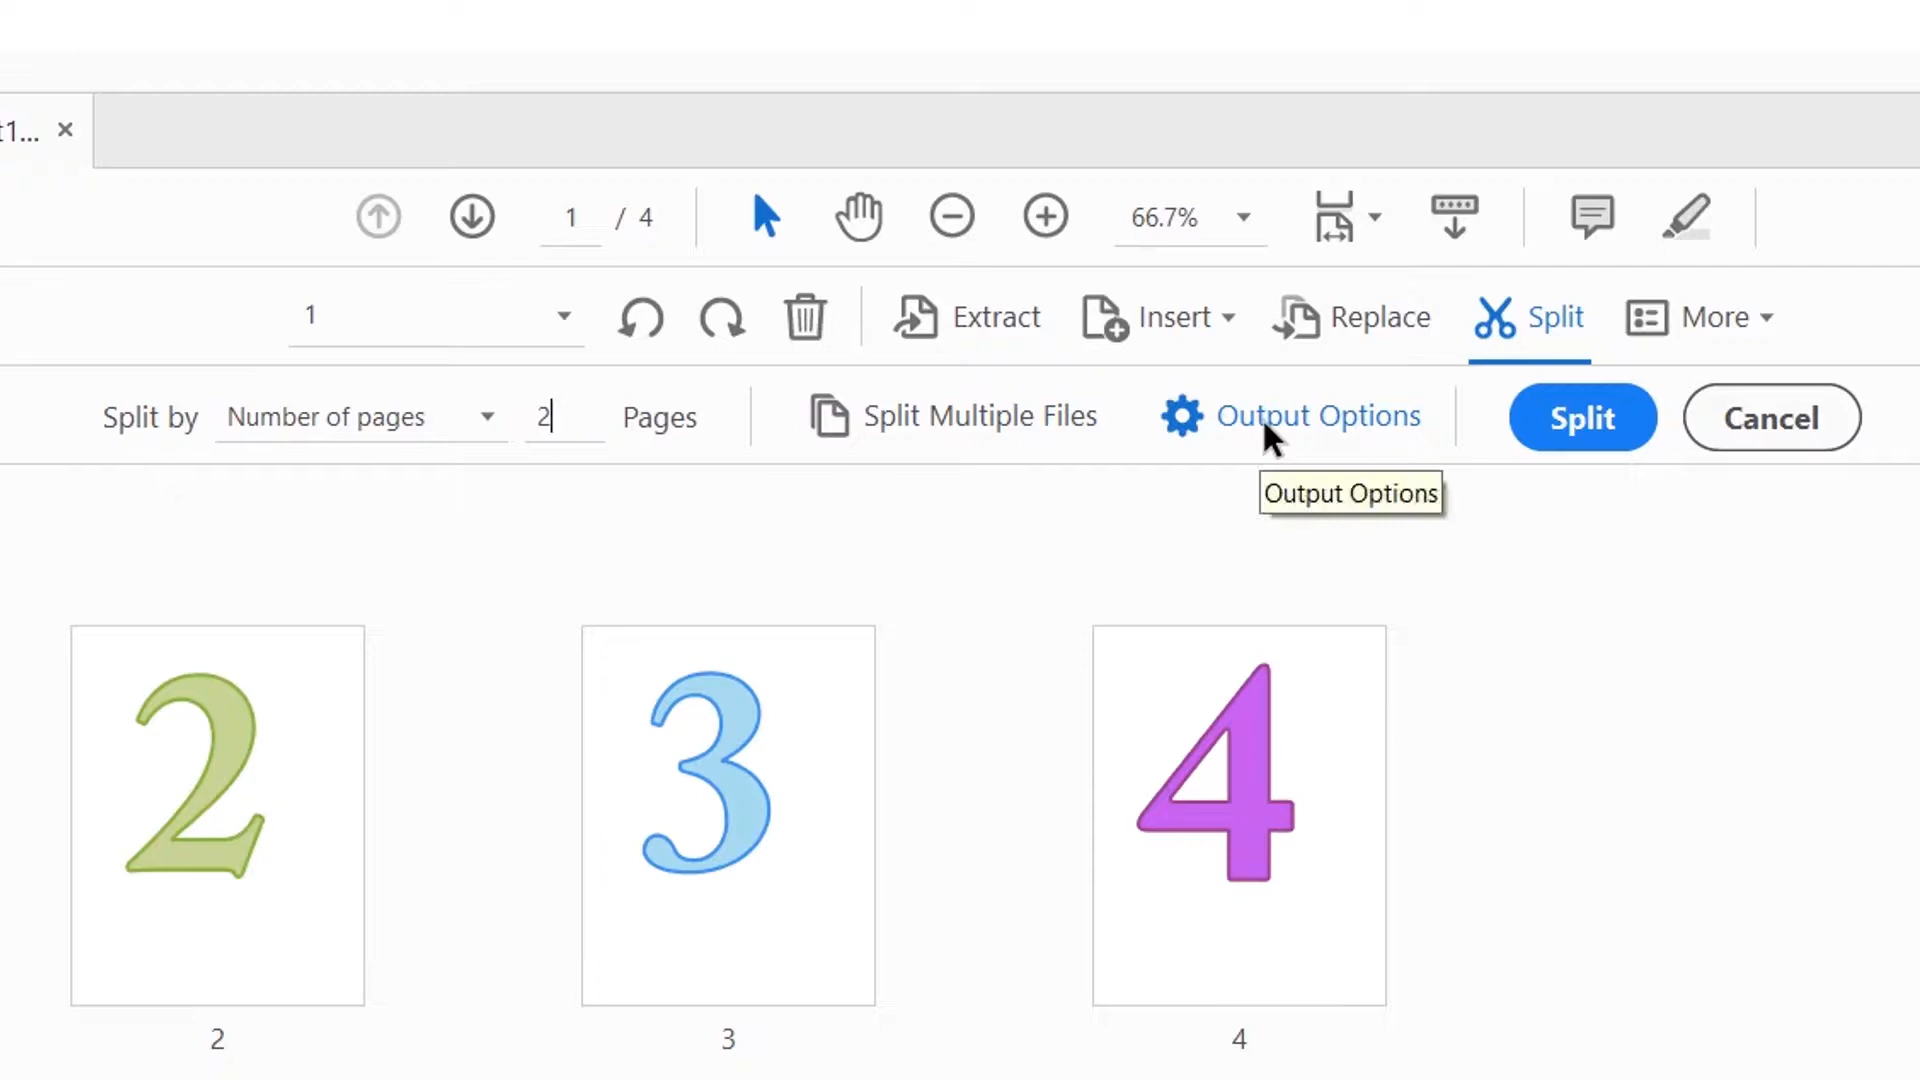 t1...
1 / 4 66.7%
1 Extract Insert Replace Split More
Split by Number of pages 2 Pages Split Multiple Files Output Options Split Cancel
Output Options
2 3 4
2 3 4